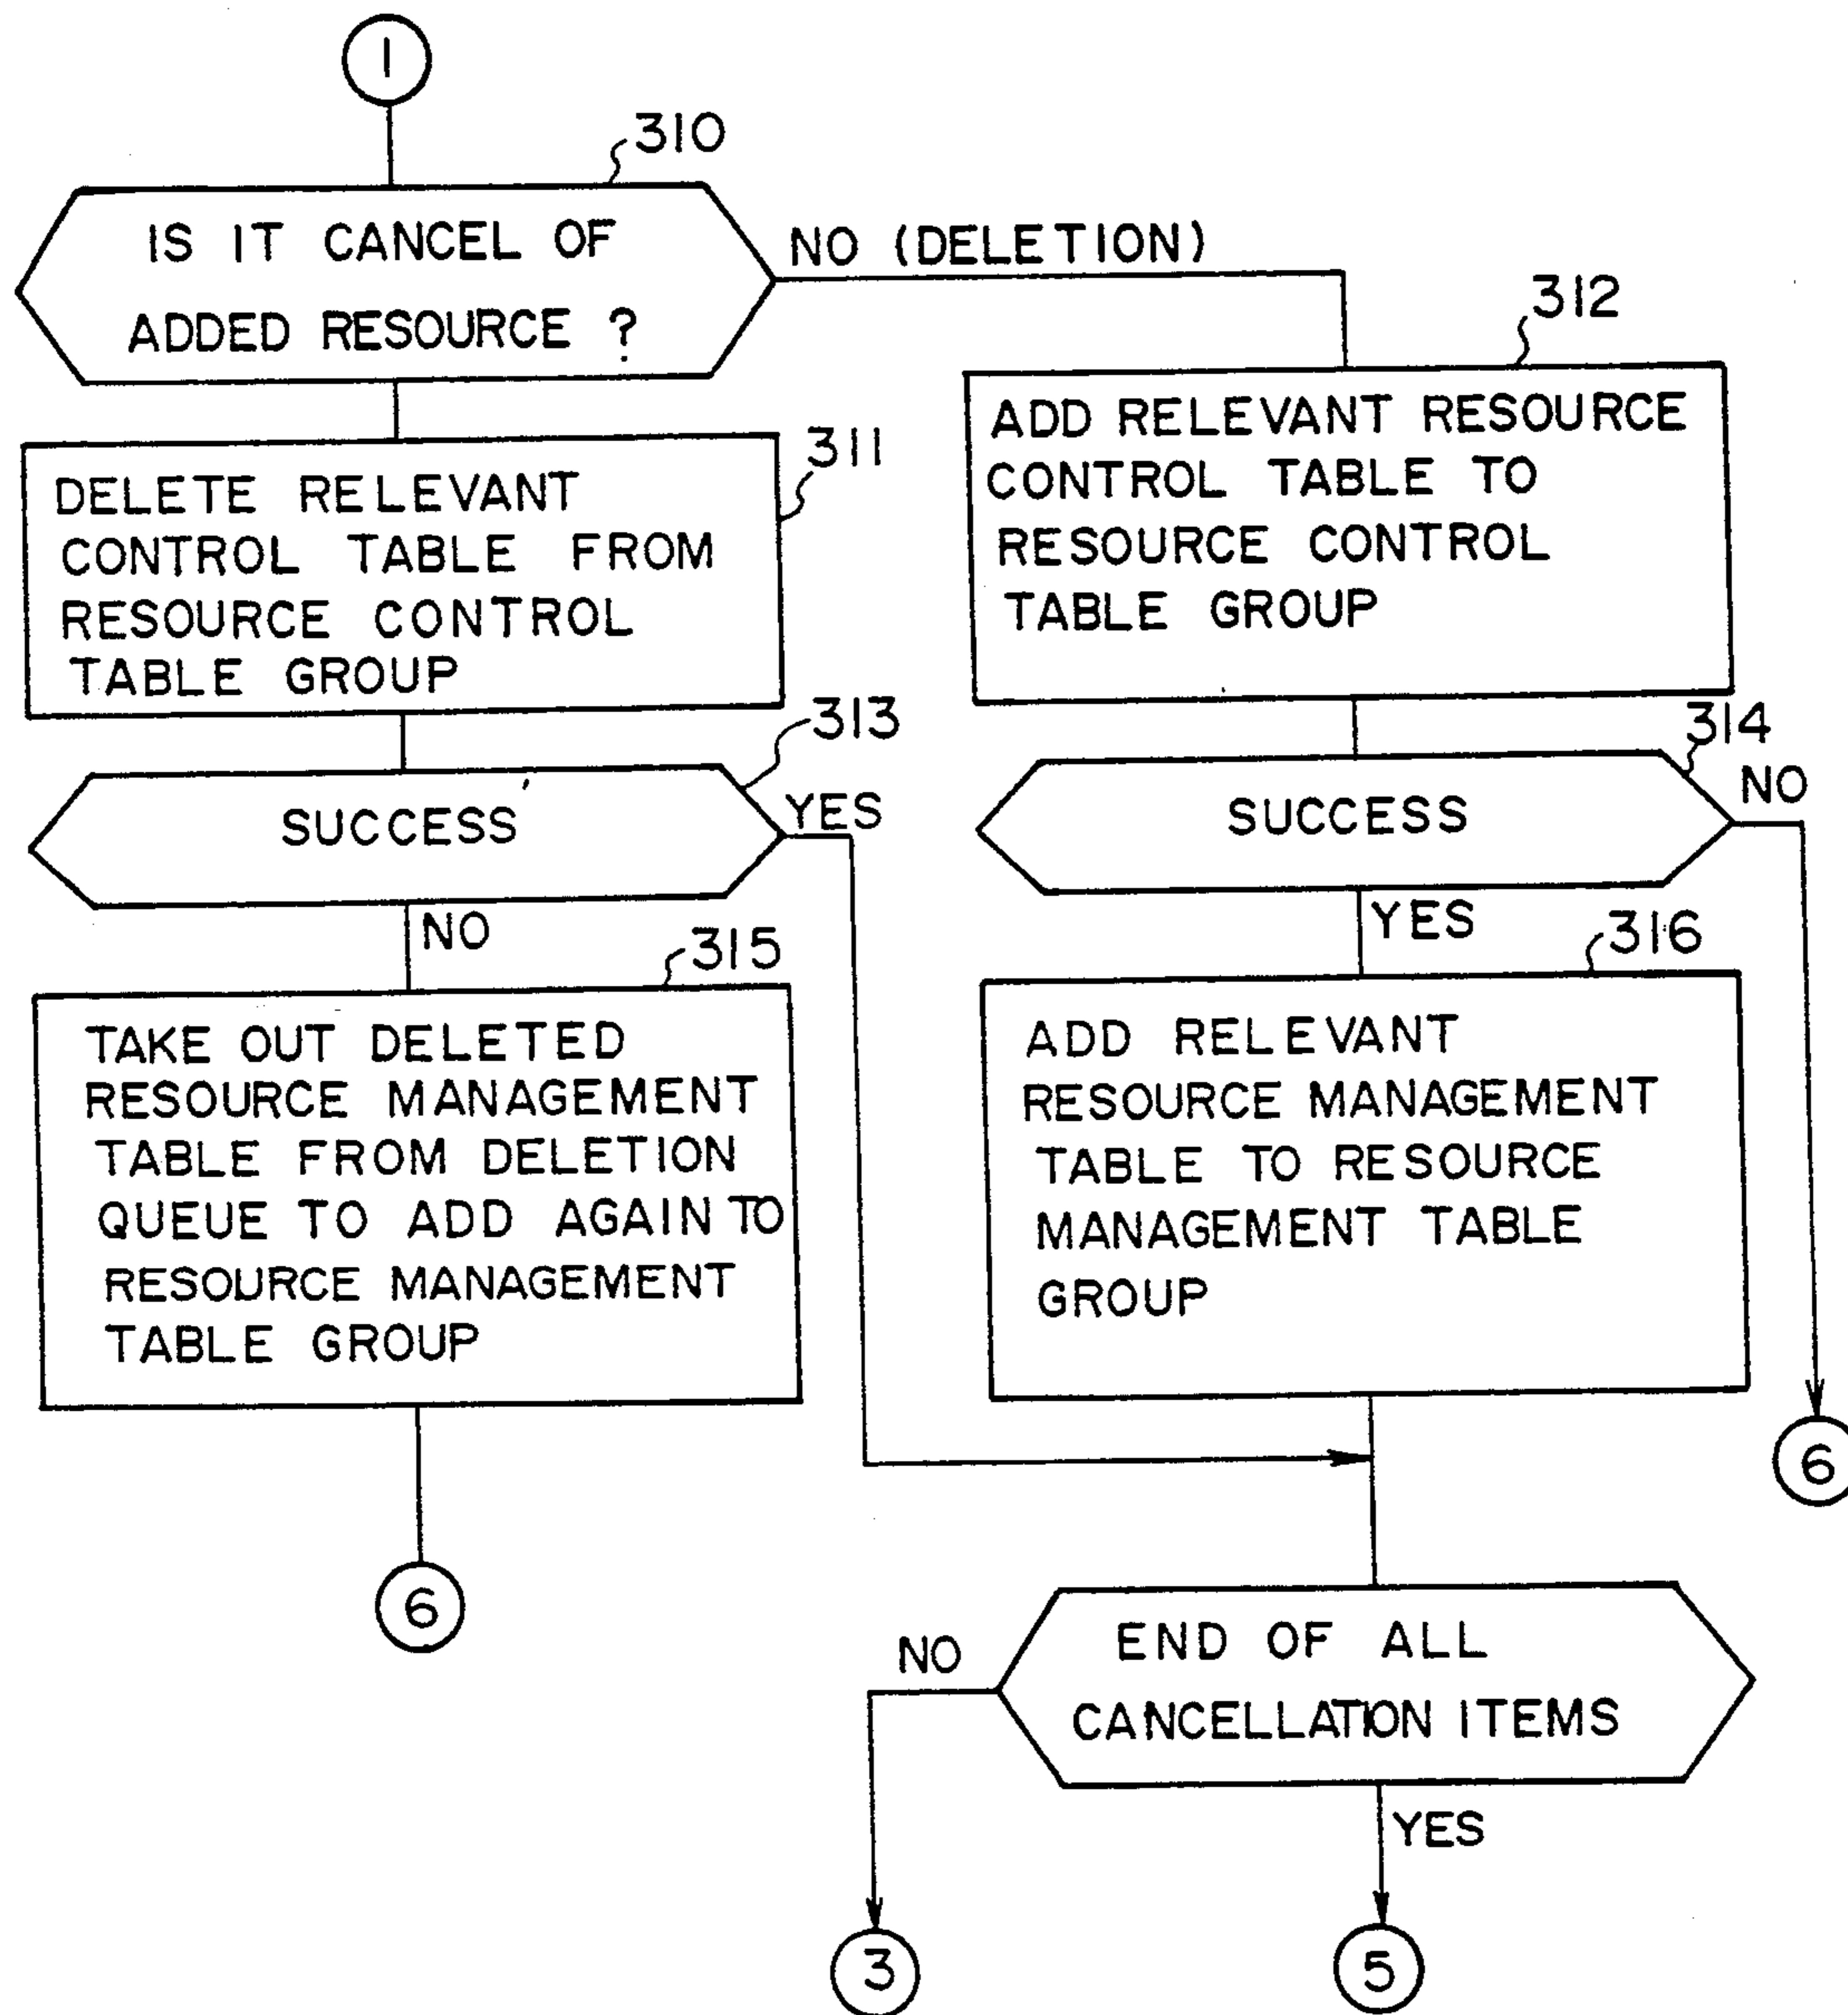 1
310
IS IT CANCEL OF
ADDED RESOURCE ?
NO (DELETION)
312
ADD RELEVANT RESOURCE
CONTROL TABLE TO
RESOURCE CONTROL
TABLE GROUP
311
DELETE RELEVANT
CONTROL TABLE FROM
RESOURCE CONTROL
TABLE GROUP
313
SUCCESS
YES
314
SUCCESS
NO
NO
YES
315
TAKE OUT DELETED
RESOURCE MANAGEMENT
TABLE FROM DELETION
QUEUE TO ADD AGAIN TO
RESOURCE MANAGEMENT
TABLE GROUP
316
ADD RELEVANT
RESOURCE MANAGEMENT
TABLE TO RESOURCE
MANAGEMENT TABLE
GROUP
6
6
END OF ALL
CANCELLATION ITEMS
NO
YES
3
5